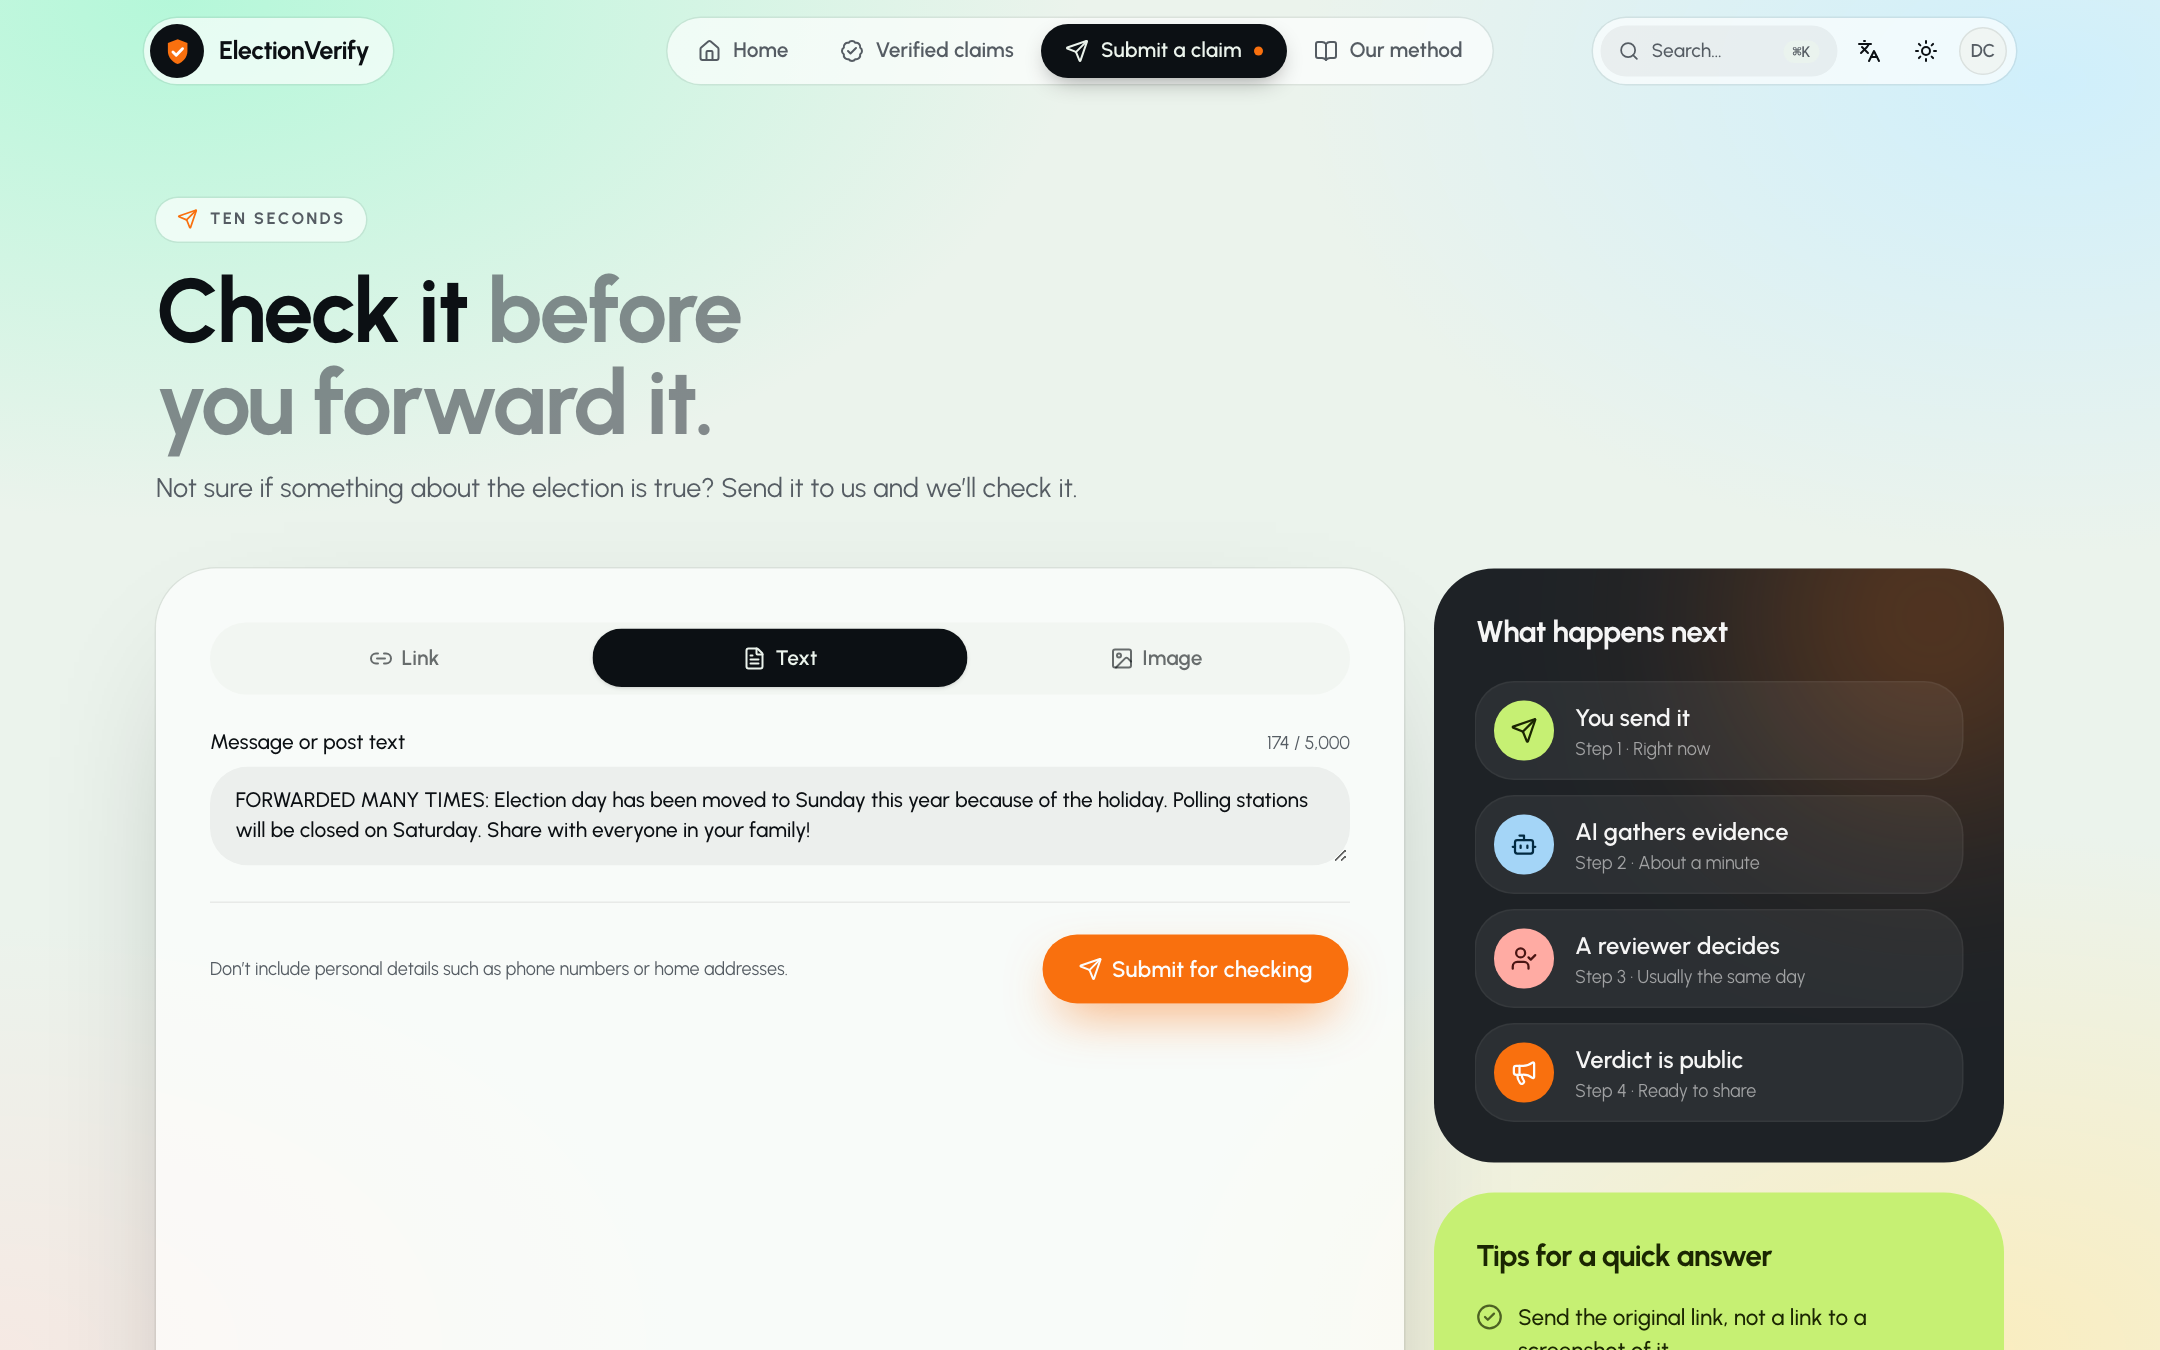 ElectionVerify
Home
Verified claims
Submit a claim
Our method
Search...
⌘K
DC
TEN SECONDS
Check it before
you forward it.
Not sure if something about the election is true? Send it to us and we'll check it.
Link
Text
Image
Message or post text
174 / 5,000
FORWARDED MANY TIMES: Election day has been moved to Sunday this year because of the holiday. Polling stations
will be closed on Saturday. Share with everyone in your family!
Don't include personal details such as phone numbers or home addresses.
Submit for checking
What happens next
You send it
Step 1 · Right now
AI gathers evidence
Step 2 · About a minute
A reviewer decides
Step 3 · Usually the same day
Verdict is public
Step 4 · Ready to share
Tips for a quick answer
Send the original link, not a link to a
screenshot of it